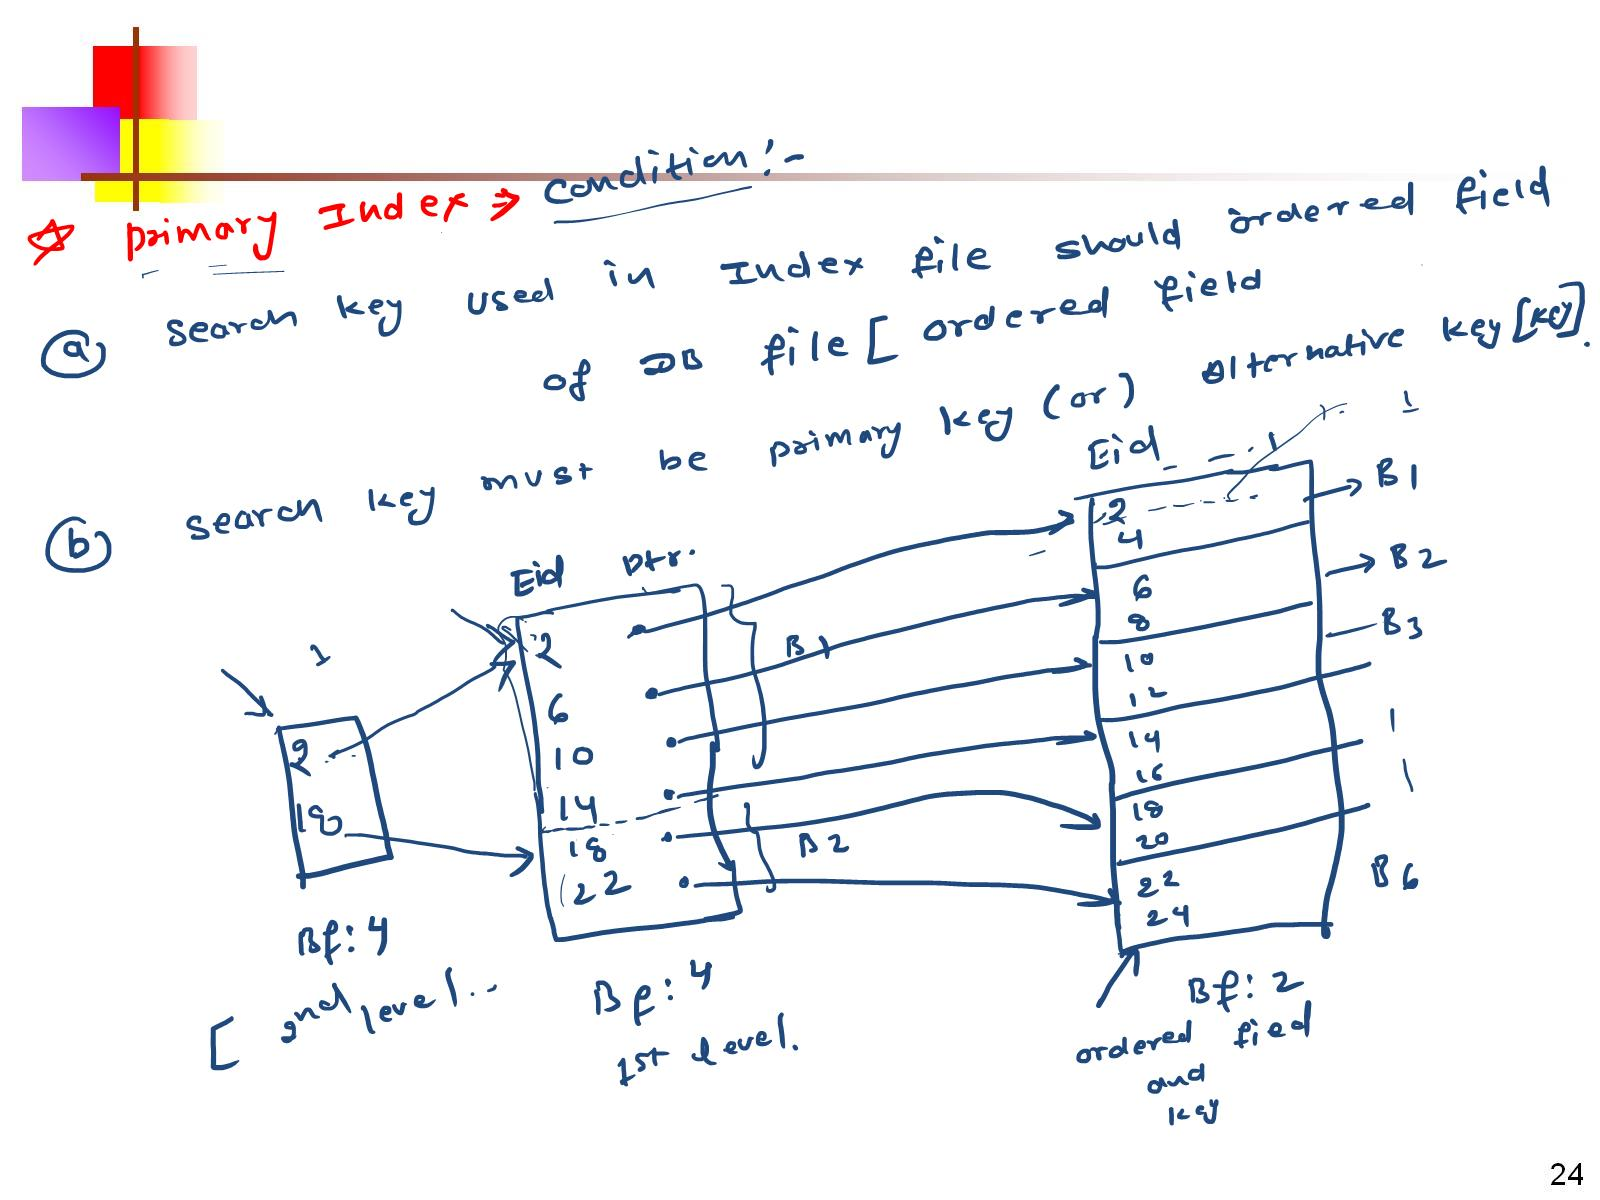 ☆ primary Index ⇒ condition:-
(a) search key used in Index file should ordered field
of DB file [ ordered field
(b) search key must be primary key (or) alternative key [key].
Eid
Eid ptr.
1
2
18
Bf: 4
[ 2nd level..
2
6
10
14
18
22
B1
B2
Bf: 4
1st level.
2
4
6
8
10
12
14
16
18
20
22
24
B1
B2
B3
B6
Bf: 2
ordered fied
and
key
24